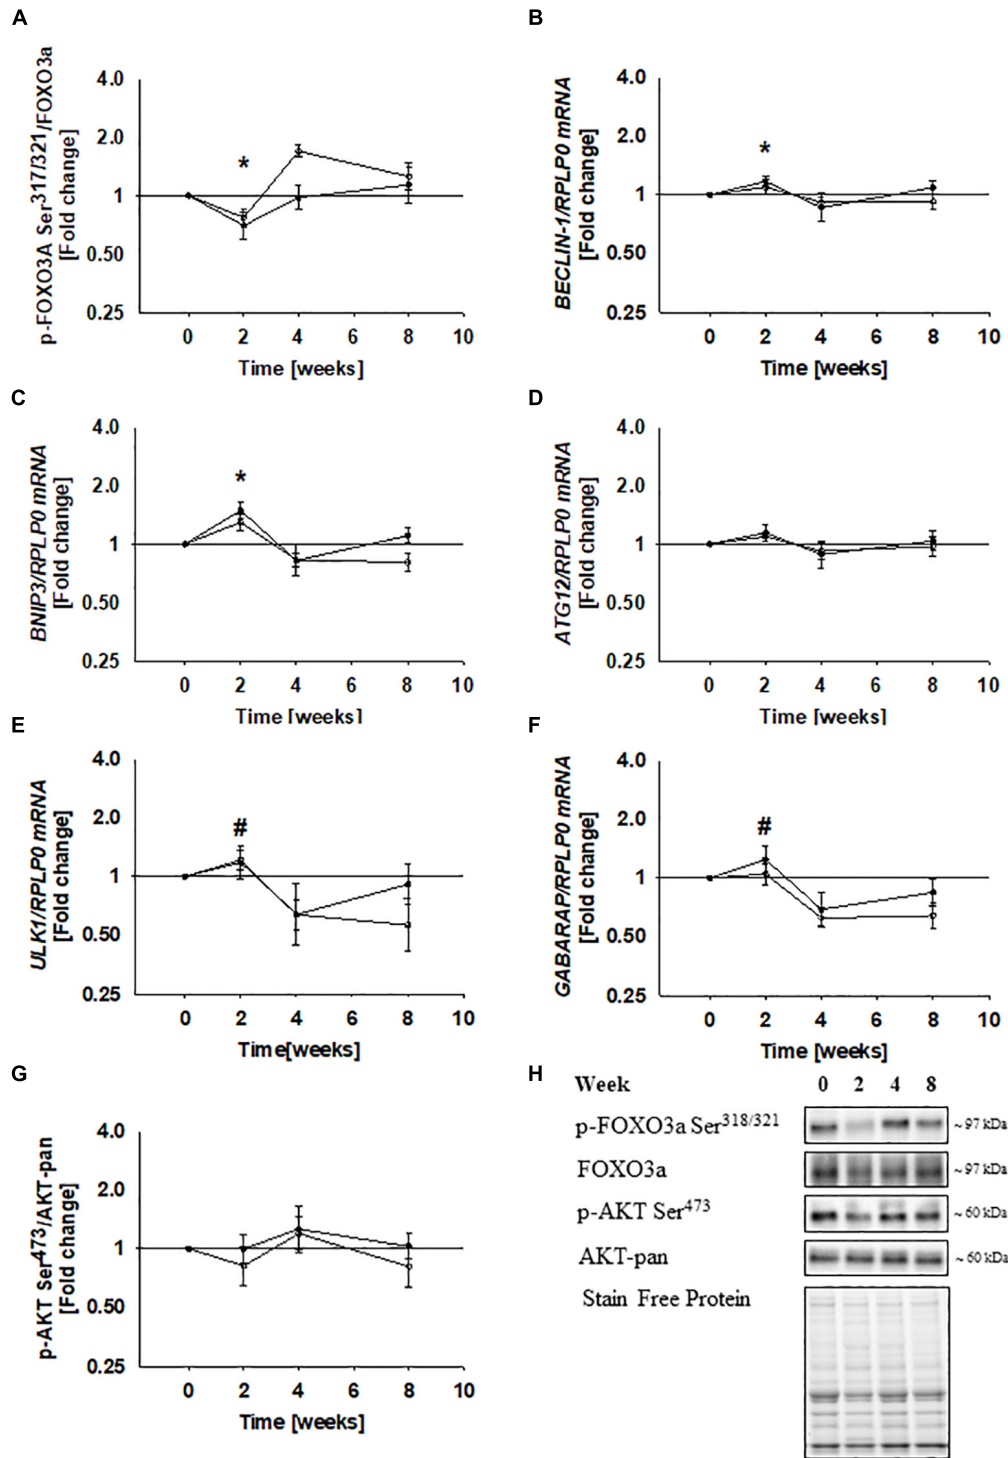 A
p-FOXO3A Ser317/321/FOXO3a
[Fold change]
4.0
2.0
1
0.50
0.25
*
0 2 4 6 8 10
Time [weeks]
B
BECLIN-1/RPLP0 mRNA
[Fold change]
4.0
2.0
1
0.50
0.25
*
0 2 4 6 8 10
Time [weeks]
C
BNIP3/RPLP0 mRNA
[Fold change]
4.0
2.0
1
0.50
0.25
*
0 2 4 6 8 10
Time [weeks]
D
ATG12/RPLP0 mRNA
[Fold change]
4.0
2.0
1
0.50
0.25
0 2 4 6 8 10
Time [weeks]
E
ULK1/RPLP0 mRNA
[Fold change]
4.0
2.0
1
0.50
0.25
#
0 2 4 6 8 10
Time[weeks]
F
GABARAP/RPLP0 mRNA
[Fold change]
4.0
2.0
1
0.50
0.25
#
0 2 4 6 8 10
Time [weeks]
G
p-AKT Ser473/AKT-pan
[Fold change]
4.0
2.0
1
0.50
0.25
0 2 4 6 8 10
Time [weeks]
H
Week 0 2 4 8
p-FOXO3a Ser318/321 ~ 97 kDa
FOXO3a ~ 97 kDa
p-AKT Ser473 ~ 60 kDa
AKT-pan ~ 60 kDa
Stain Free Protein